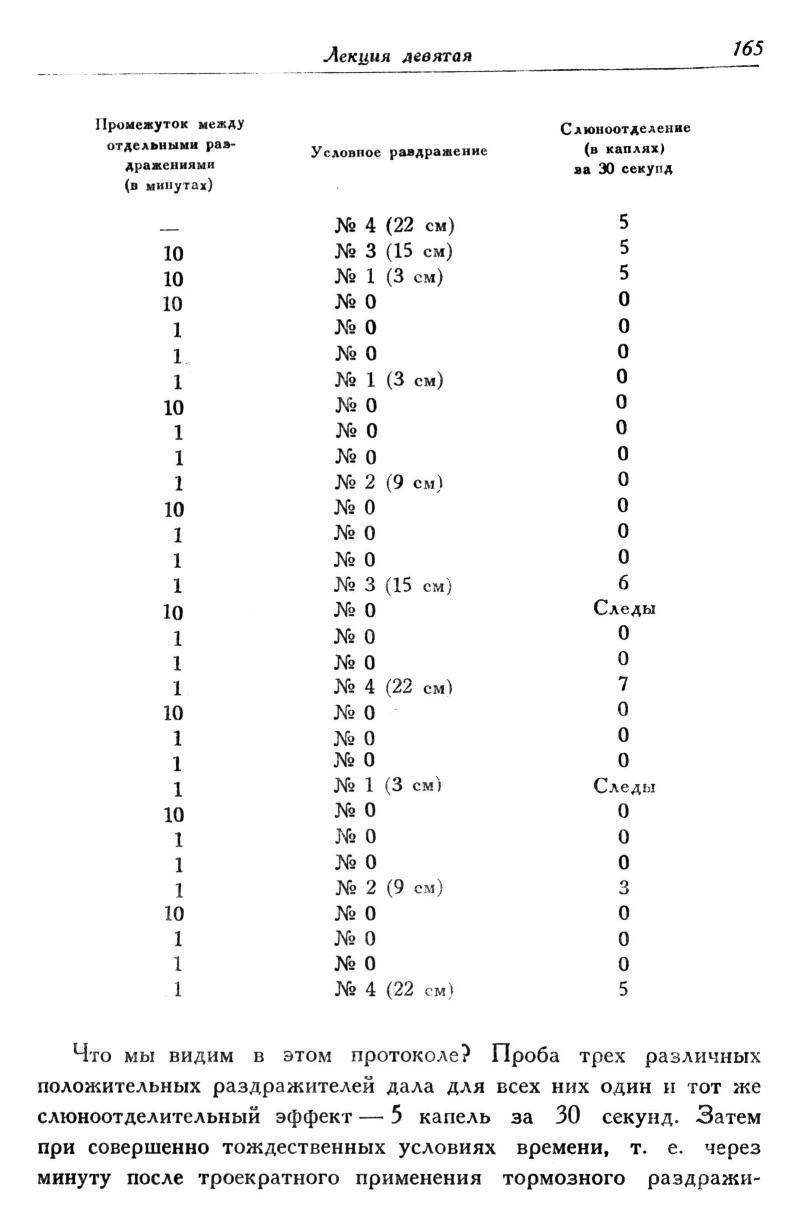 Лекция девятая 165
Промежуток между отдельными раз-дражениями (в минутах) Условное раздражение Слюноотделение (в каплях) за 30 секунд
— № 4 (22 см) 5
10 № 3 (15 см) 5
10 № 1 (3 см) 5
10 № 0 0
1 № 0 0
1 № 0 0
1 № 1 (3 см) 0
10 № 0 0
1 № 0 0
1 № 0 0
1 № 2 (9 см) 0
10 № 0 0
1 № 0 0
1 № 0 0
1 № 3 (15 см) 6
10 № 0 Следы
1 № 0 0
1 № 0 0
1 № 4 (22 см) 7
10 № 0 0
1 № 0 0
1 № 0 0
1 № 1 (3 см) Следы
10 № 0 0
1 № 0 0
1 № 0 0
1 № 2 (9 см) 3
10 № 0 0
1 № 0 0
1 № 0 0
1 № 4 (22 см) 5
Что мы видим в этом протоколе? Проба трех различных
положительных раздражителей дала для всех них один и тот же
слюноотделительный эффект — 5 капель за 30 секунд. Затем
при совершенно тождественных условиях времени, т. е. через
минуту после троекратного применения тормозного раздражи-